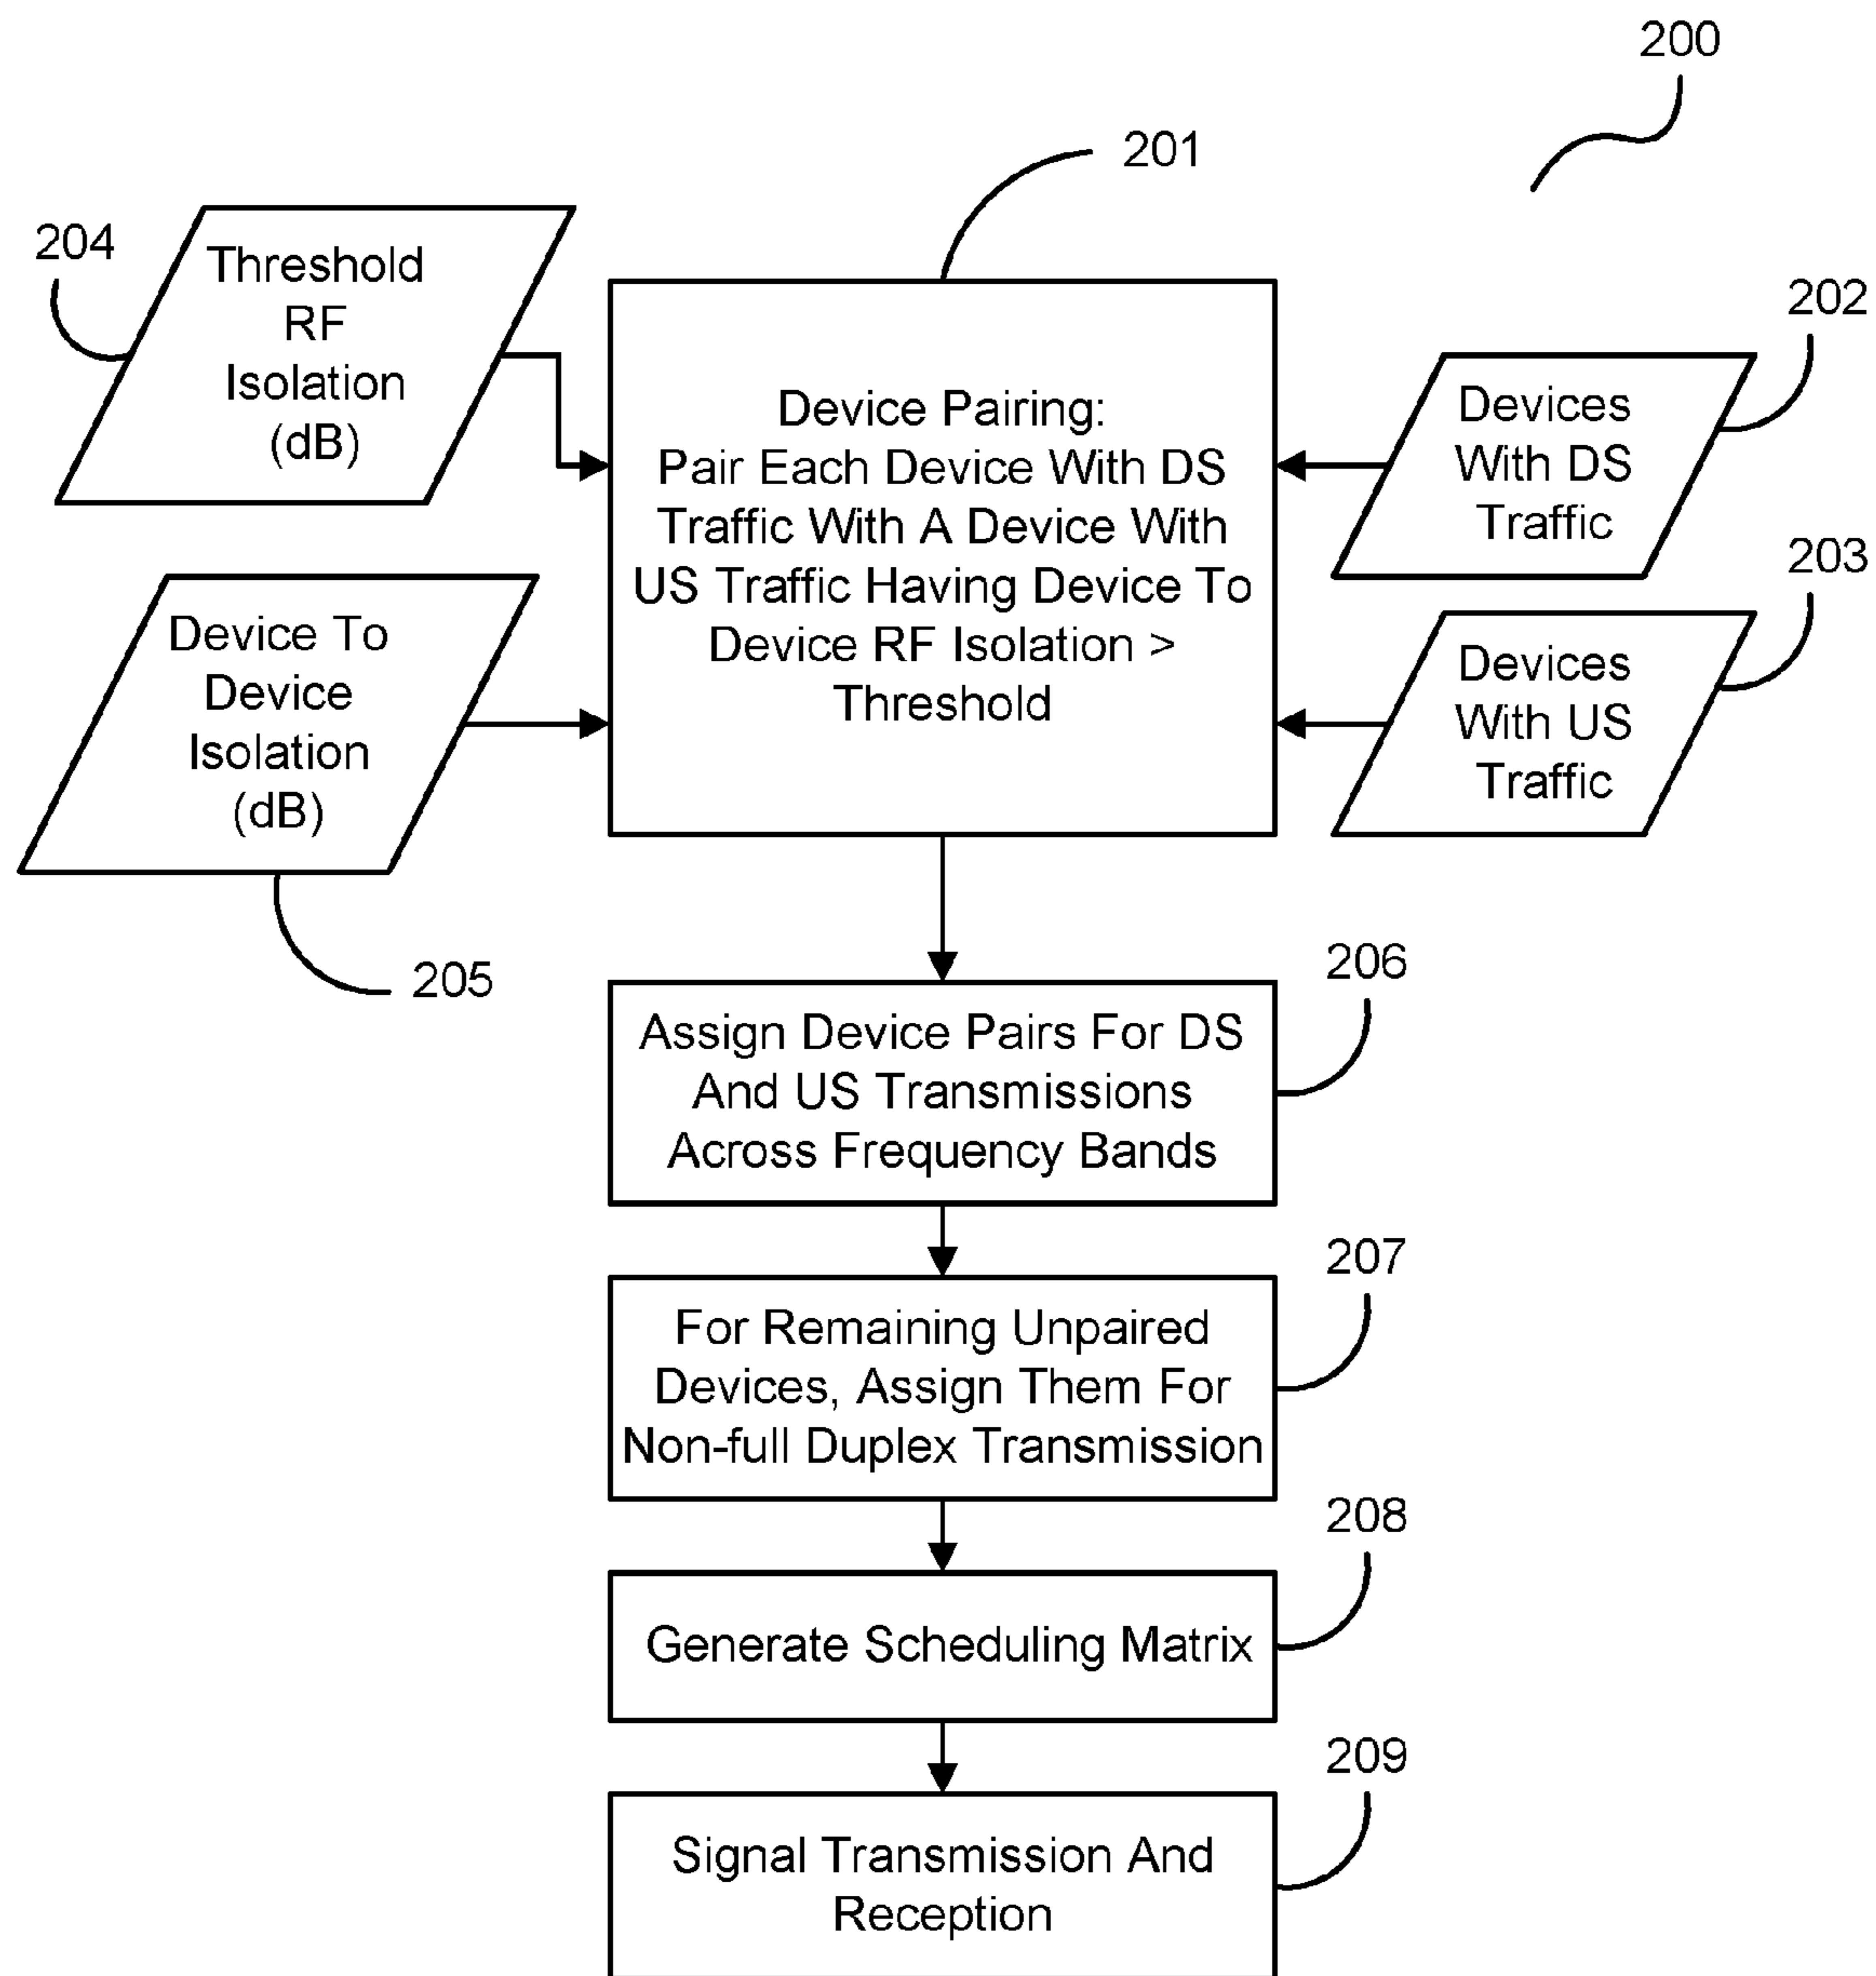 200
201
204
Threshold
RF
Isolation
(dB)
202
Devices
With DS
Traffic
Device Pairing:
Pair Each Device With DS
Traffic With A Device With
US Traffic Having Device To
Device RF Isolation >
Threshold
203
Devices
With US
Traffic
Device To
Device
Isolation
(dB)
205
206
Assign Device Pairs For DS
And US Transmissions
Across Frequency Bands
207
For Remaining Unpaired
Devices, Assign Them For
Non-full Duplex Transmission
208
Generate Scheduling Matrix
209
Signal Transmission And
Reception